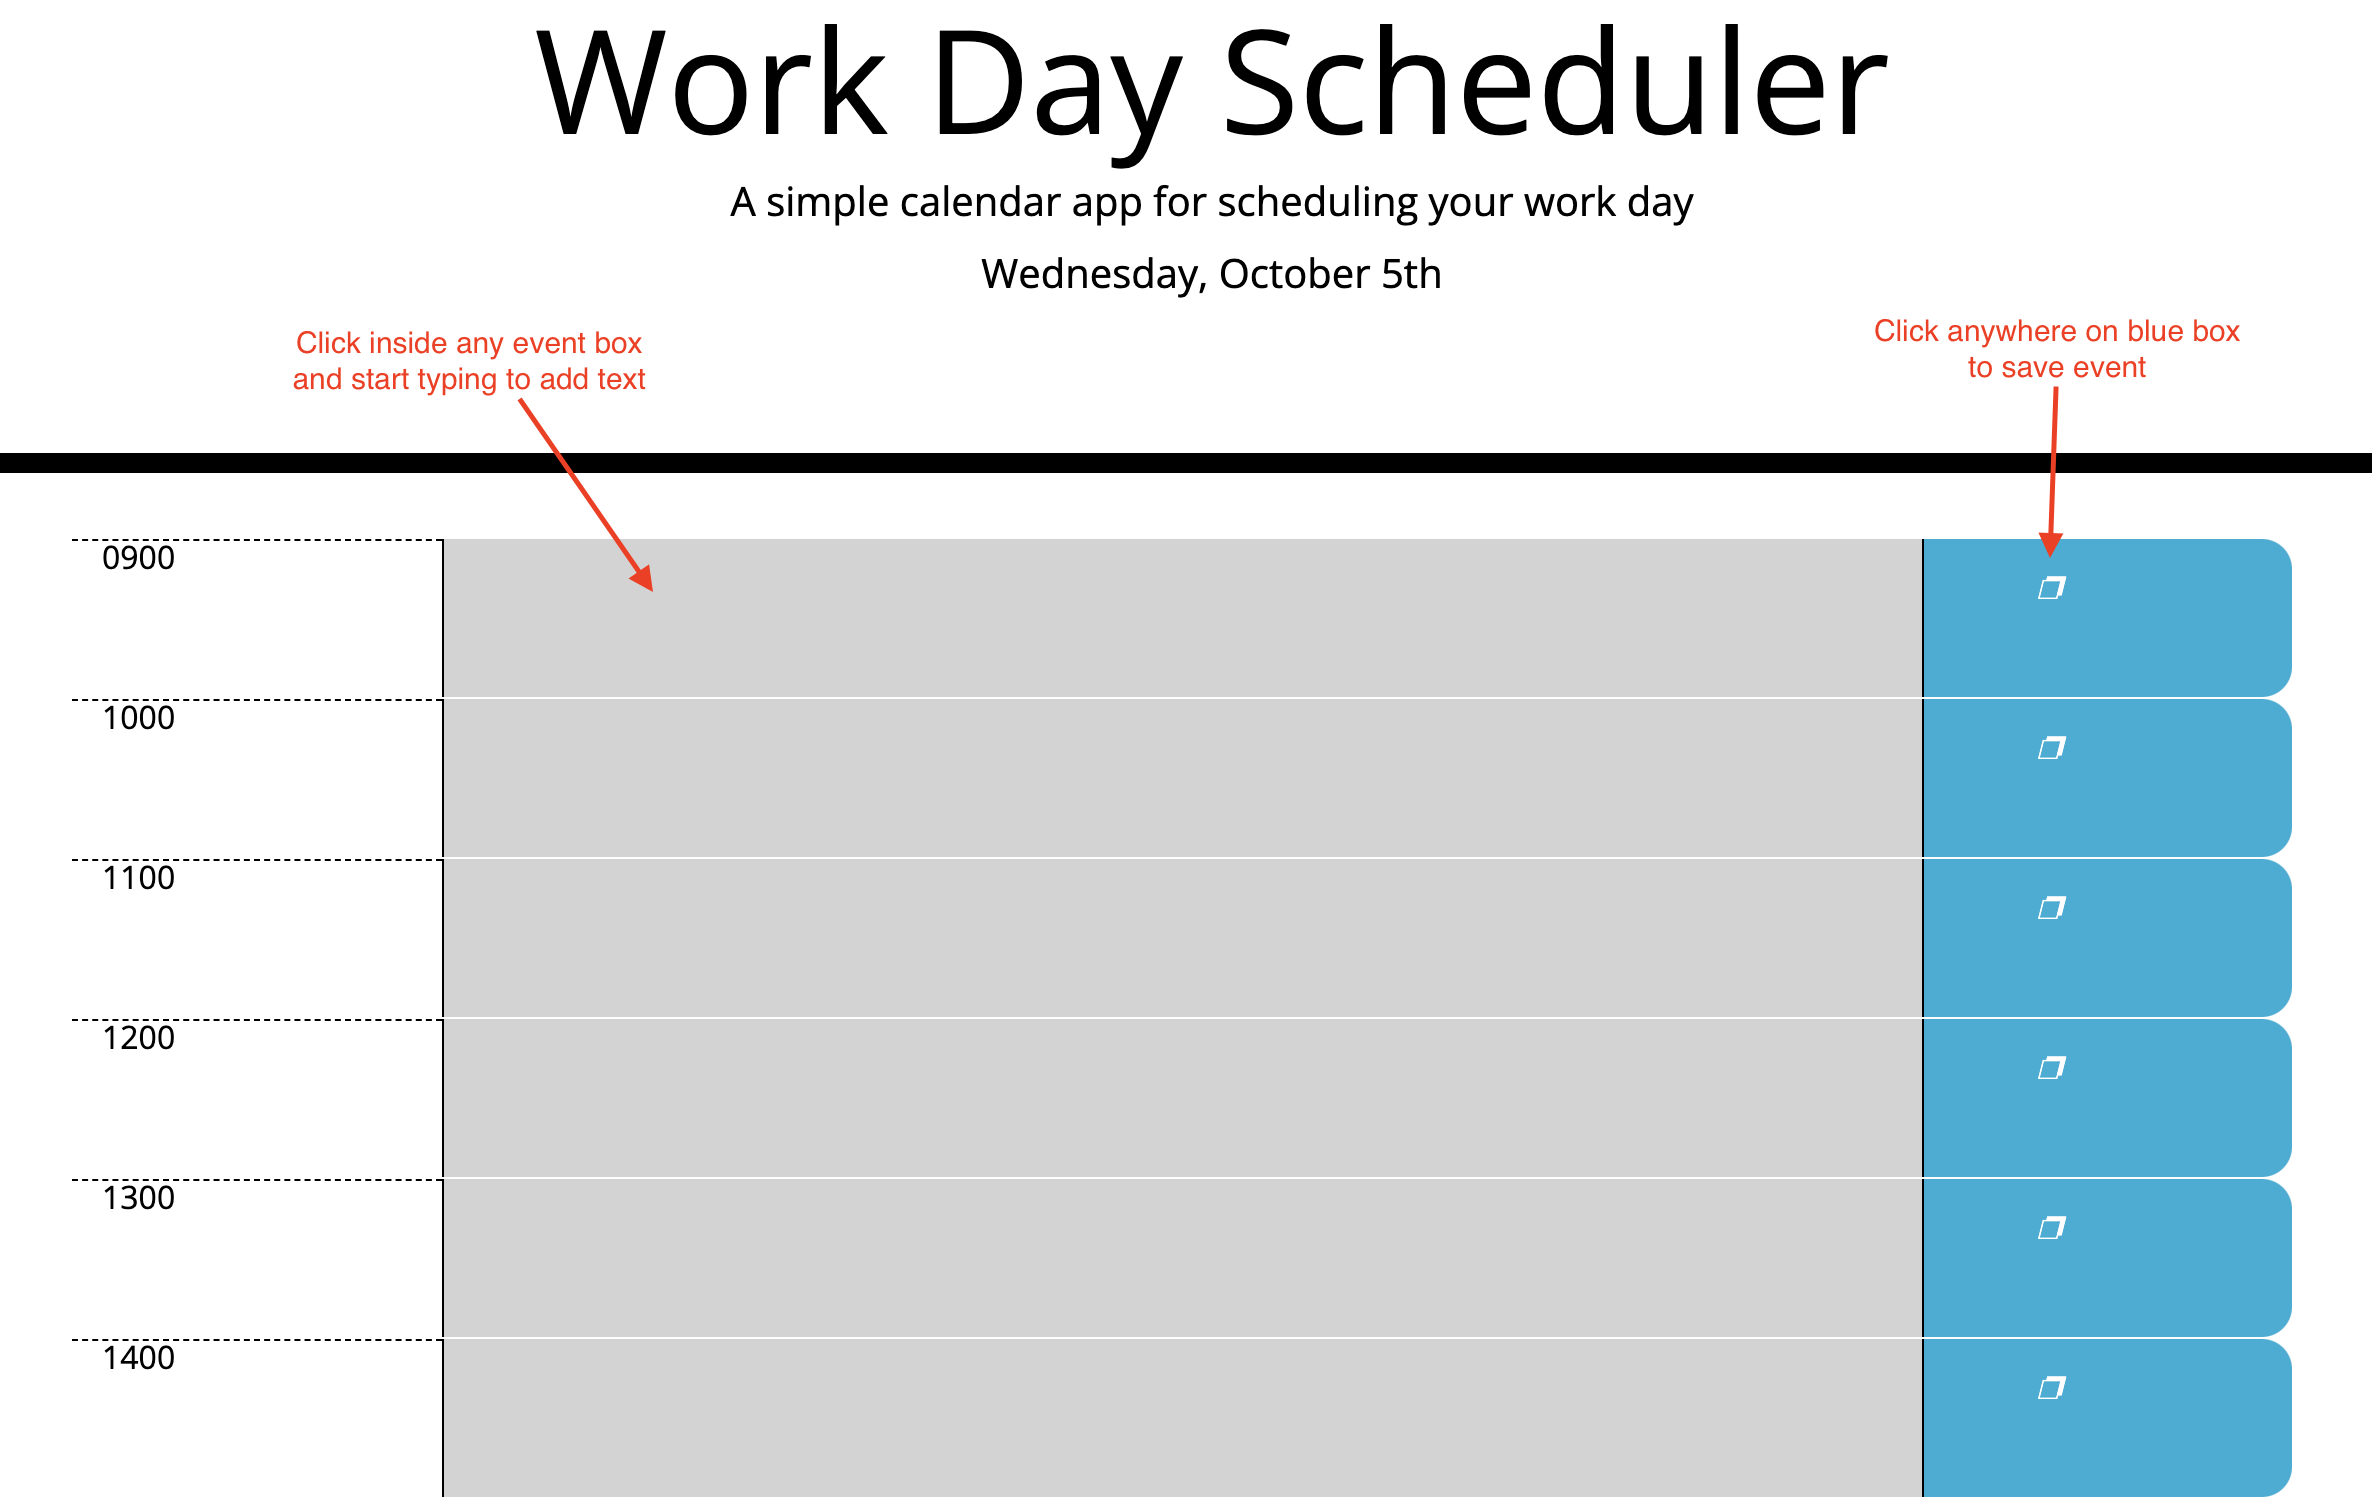 Work Day Scheduler
A simple calendar app for scheduling your work day
Wednesday, October 5th
Click inside any event box
and start typing to add text
Click anywhere on blue box
to save event
0900
1000
1100
1200
1300
1400